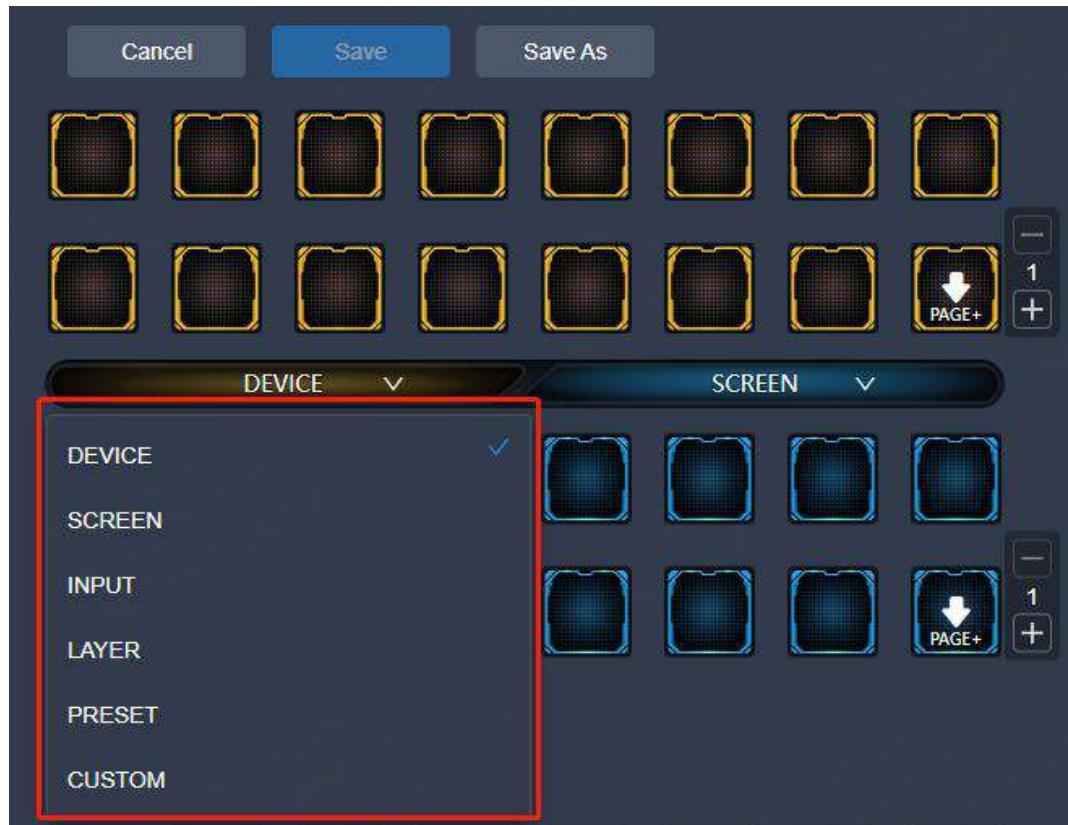 Cancel Save Save As
1
PAGE+
DEVICE SCREEN
DEVICE
SCREEN
INPUT
LAYER
PRESET
CUSTOM
1
PAGE+